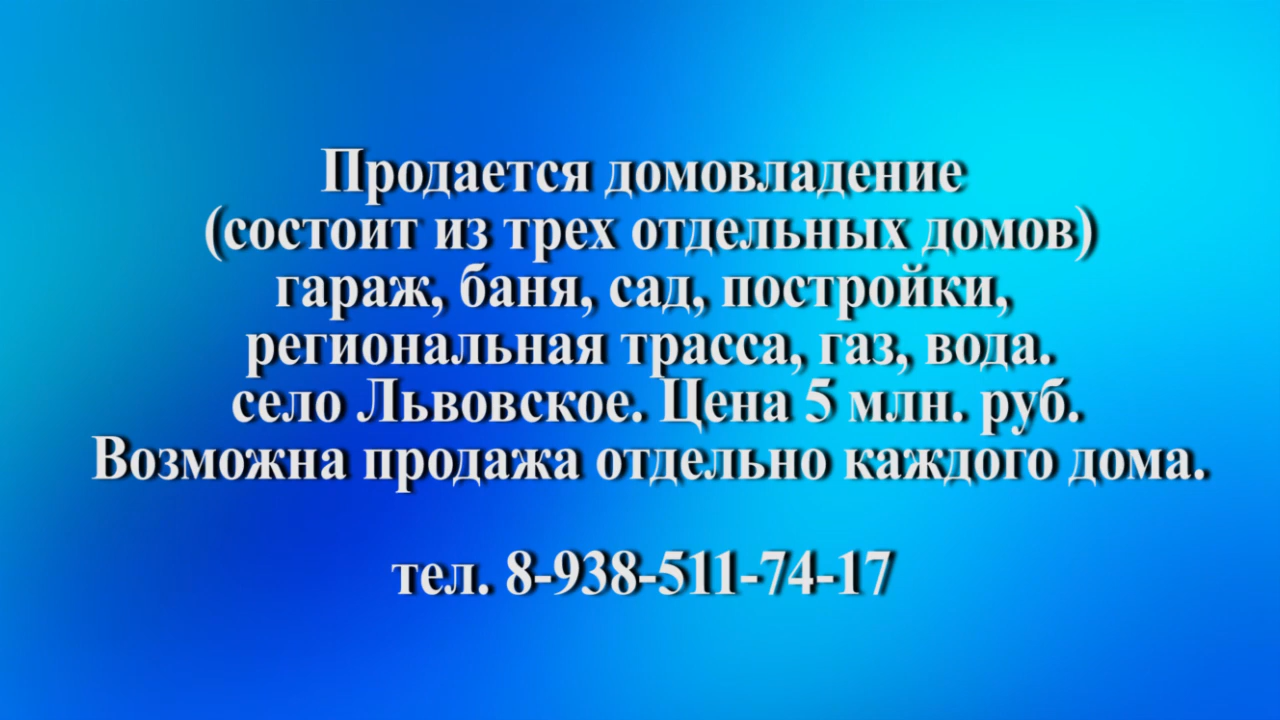 Продается домовладение
(состоит из трех отдельных домов)
гараж, баня, сад, постройки,
региональная трасса, газ, вода.
село Львовское. Цена 5 млн. руб.
Возможна продажа отдельно каждого дома.
тел. 8-938-511-74-17